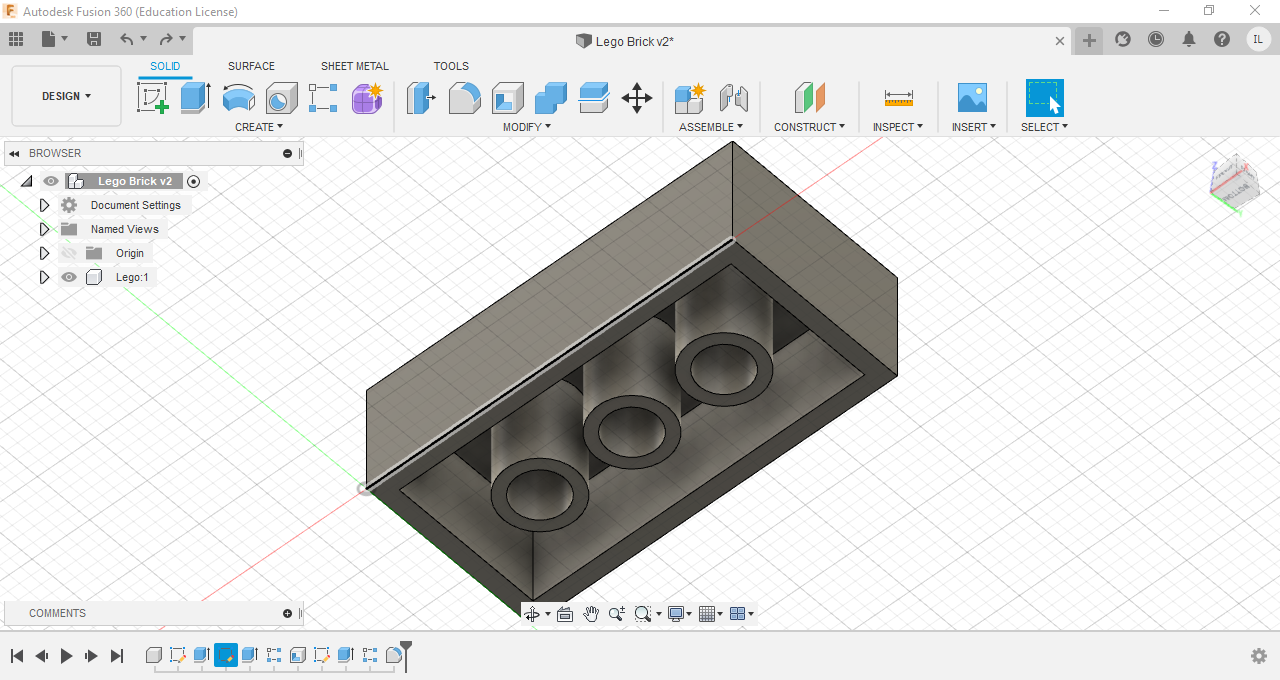 Autodesk Fusion 360 (Education License)
Lego Brick v2*
IL
SOLID SURFACE SHEET METAL TOOLS
DESIGN
CREATE MODIFY ASSEMBLE CONSTRUCT INSPECT INSERT SELECT
BROWSER
Lego Brick v2
Document Settings
Named Views
Origin
Lego:1
COMMENTS